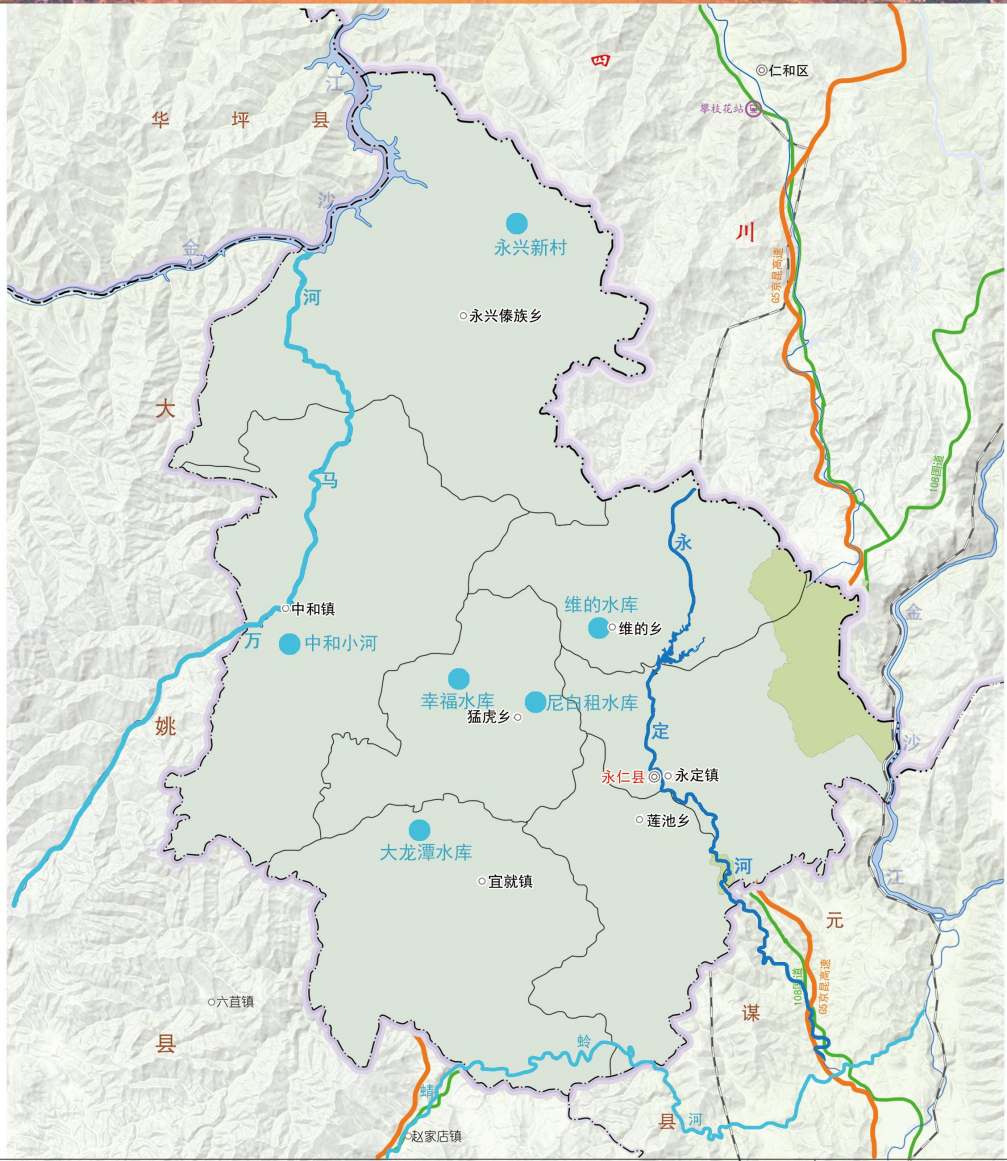 四
仁和区
攀枝花站
江
华坪县
沙
川
永兴新村
金
G5京昆高速
河
永兴傣族乡
大
108国道
马
永
维的水库
中和镇
金
维的乡
万
中和小河
幸福水库
尼白租水库
猛虎乡
姚
定
沙
永仁县
永定镇
莲池乡
大龙潭水库
河
江
宜就镇
元
108国道
G5京昆高速
六苴镇
谋
县
蛉
蜻
县
河
赵家店镇